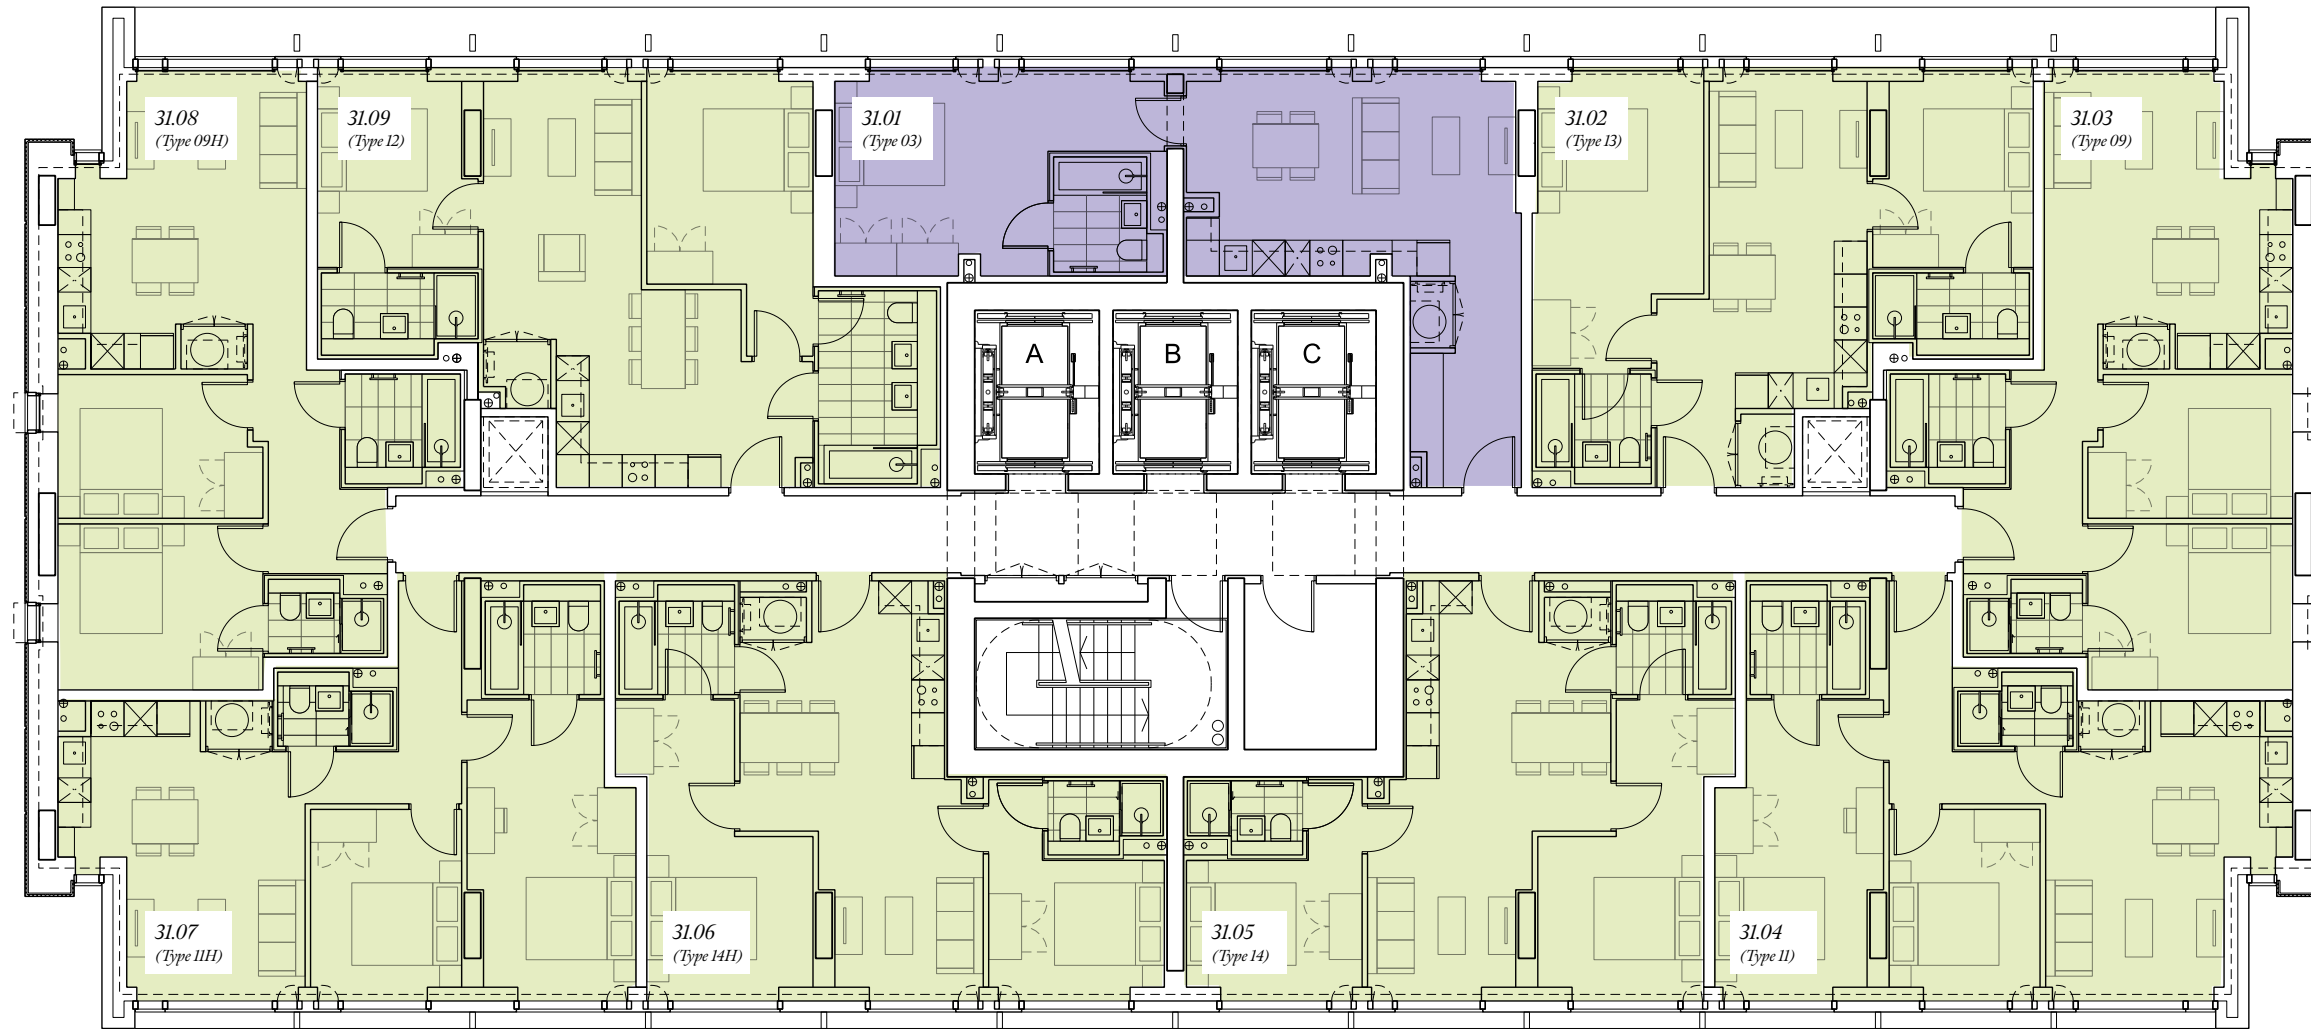 31.08
(Type 09H)
31.09
(Type 12)
31.01
(Type 03)
31.02
(Type 13)
31.03
(Type 09)
A
B
C
31.07
(Type 11H)
31.06
(Type 14H)
31.05
(Type 14)
31.04
(Type 11)